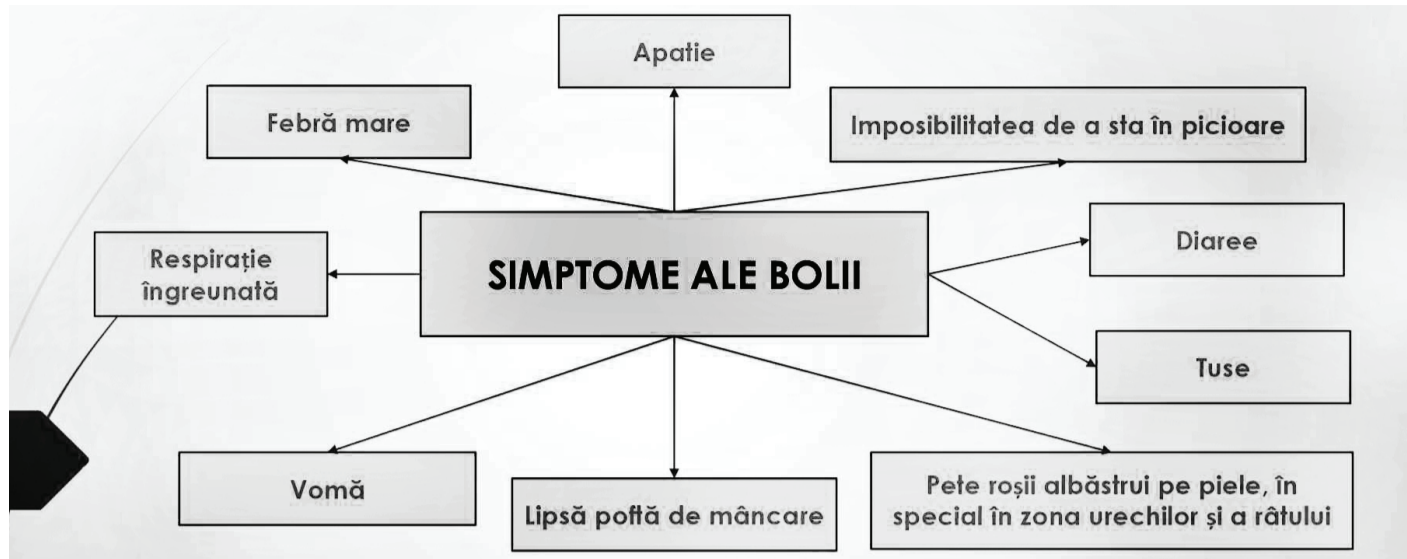 Apatie
Febră mare
Imposibilitatea de a sta în picioare
Respirație
îngreunată
SIMPTOME ALE BOLII
Diaree
Tuse
Vomă
Lipsă poftă de mâncare
Pete roșii albăstrui pe piele, în
special în zona urechilor și a râtului